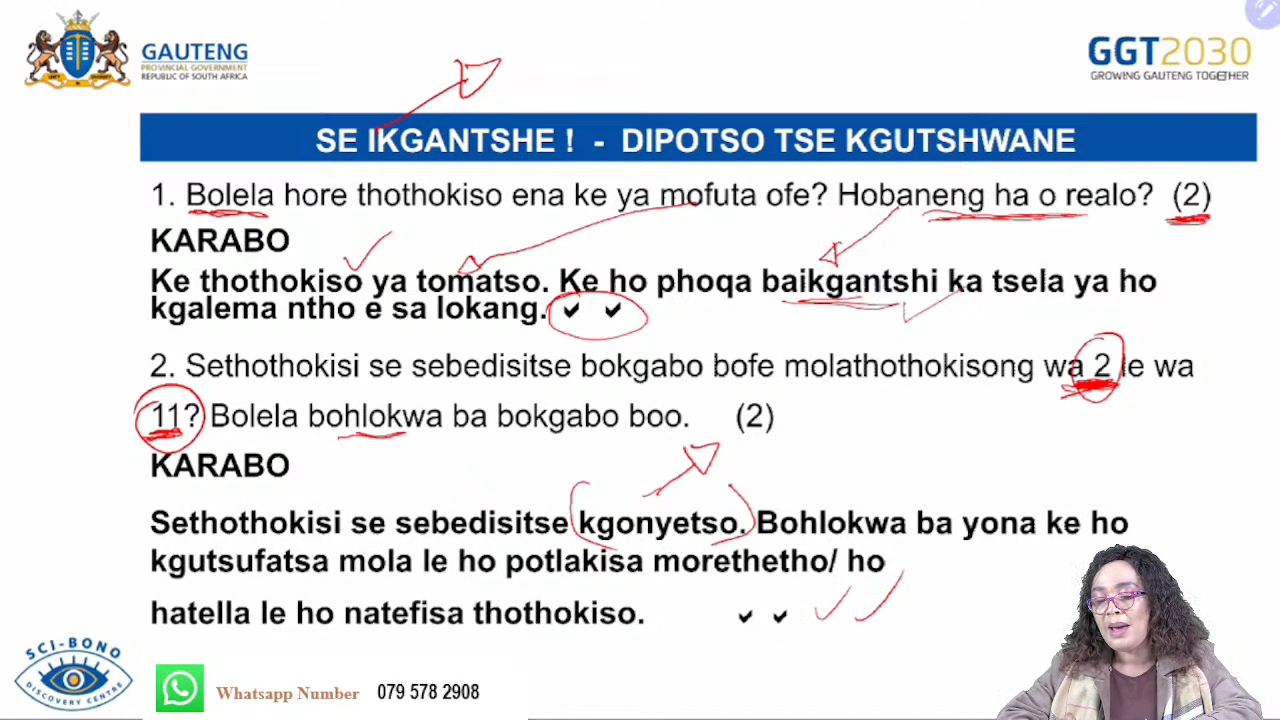 GAUTENG
PROVINCIAL GOVERNMENT
REPUBLIC OF SOUTH AFRICA
GGT2030
GROWING GAUTENG TOGETHER
SE IKGANTSHE ! - DIPOTSO TSE KGUTSHWANE
1. Bolela hore thothokiso ena ke ya mofuta ofe? Hobaneng ha o realo? (2)
KARABO
Ke thothokiso ya tomatso. Ke ho phoqa baikgantshi ka tsela ya ho
kgalema ntho e sa lokang.
2. Sethothokisi se sebedisitse bokgabo bofe molathothokisong wa 2 le wa
11? Bolela bohlokwa ba bokgabo boo. (2)
KARABO
Sethothokisi se sebedisitse kgonyetso. Bohlokwa ba yona ke ho
kgutsufatsa mola le ho potlakisa morethetho/ ho
hatella le ho natefisa thothokiso.
SCI-BONO
DISCOVERY CENTRE
Whatsapp Number 079 578 2908